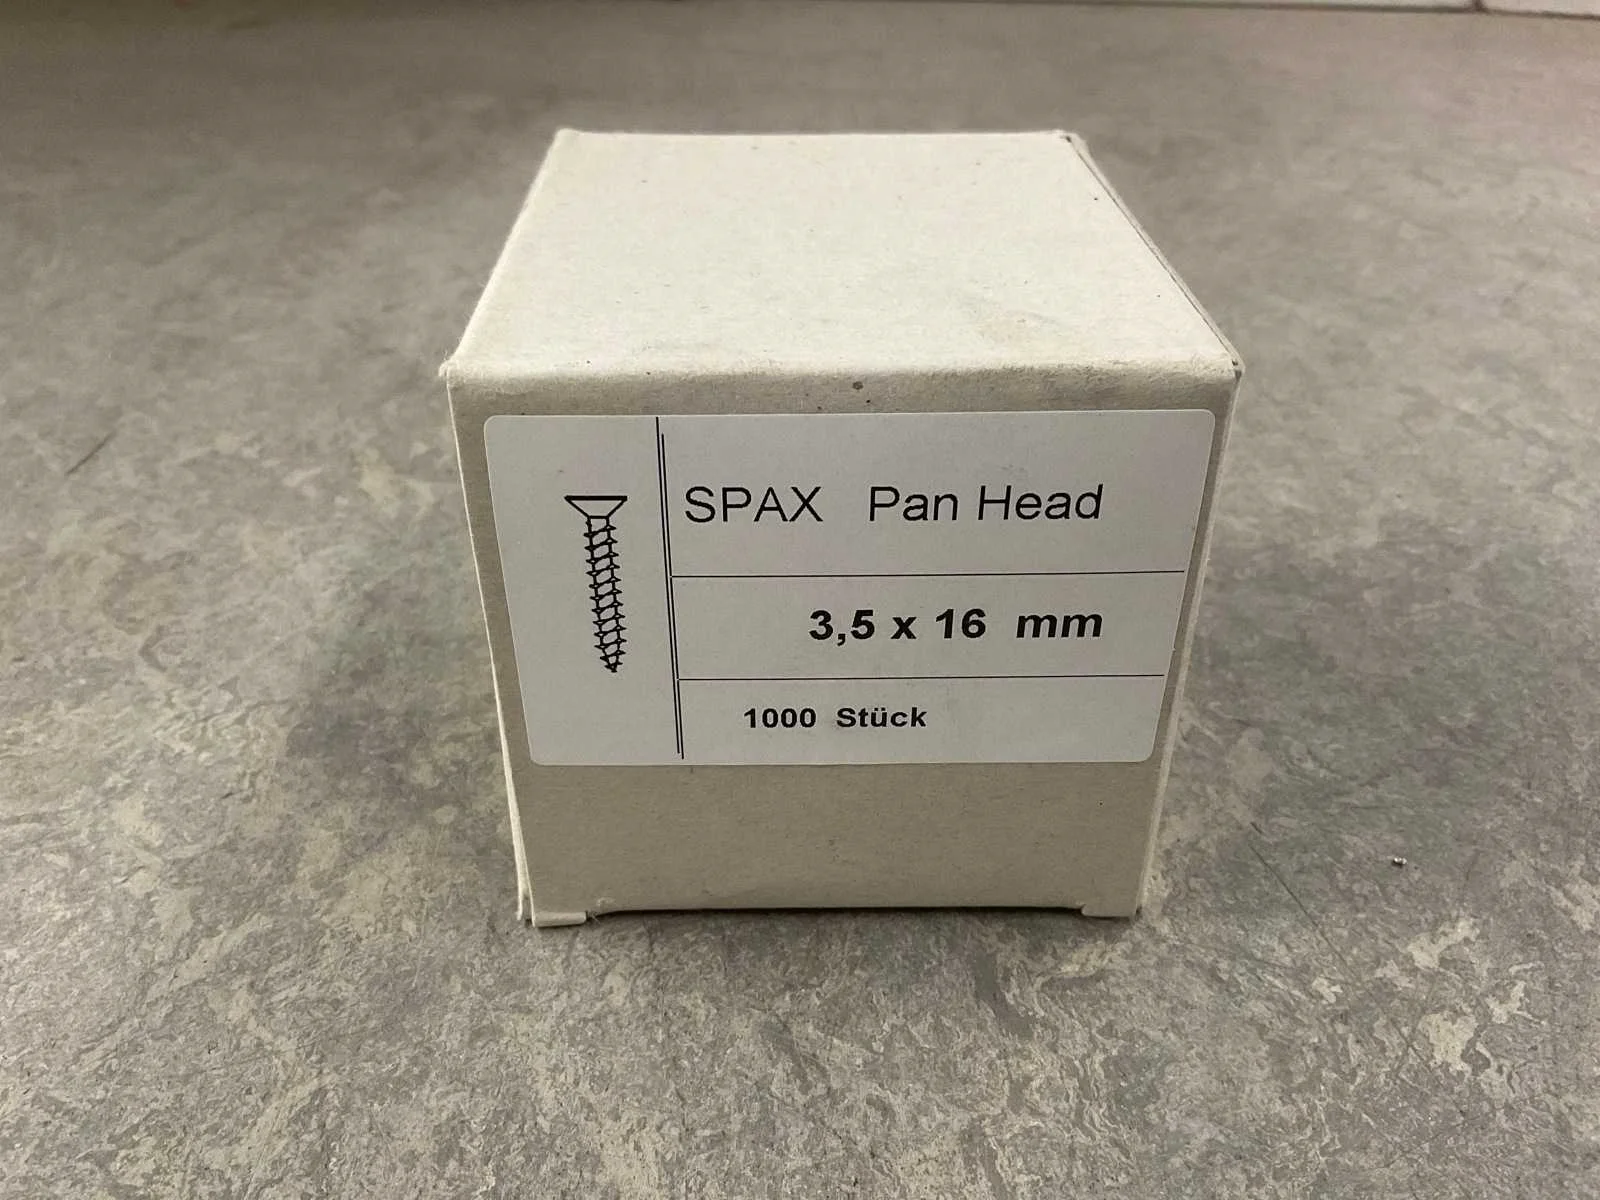 SPAX Pan Head
3,5 x 16 mm
1000 Stück